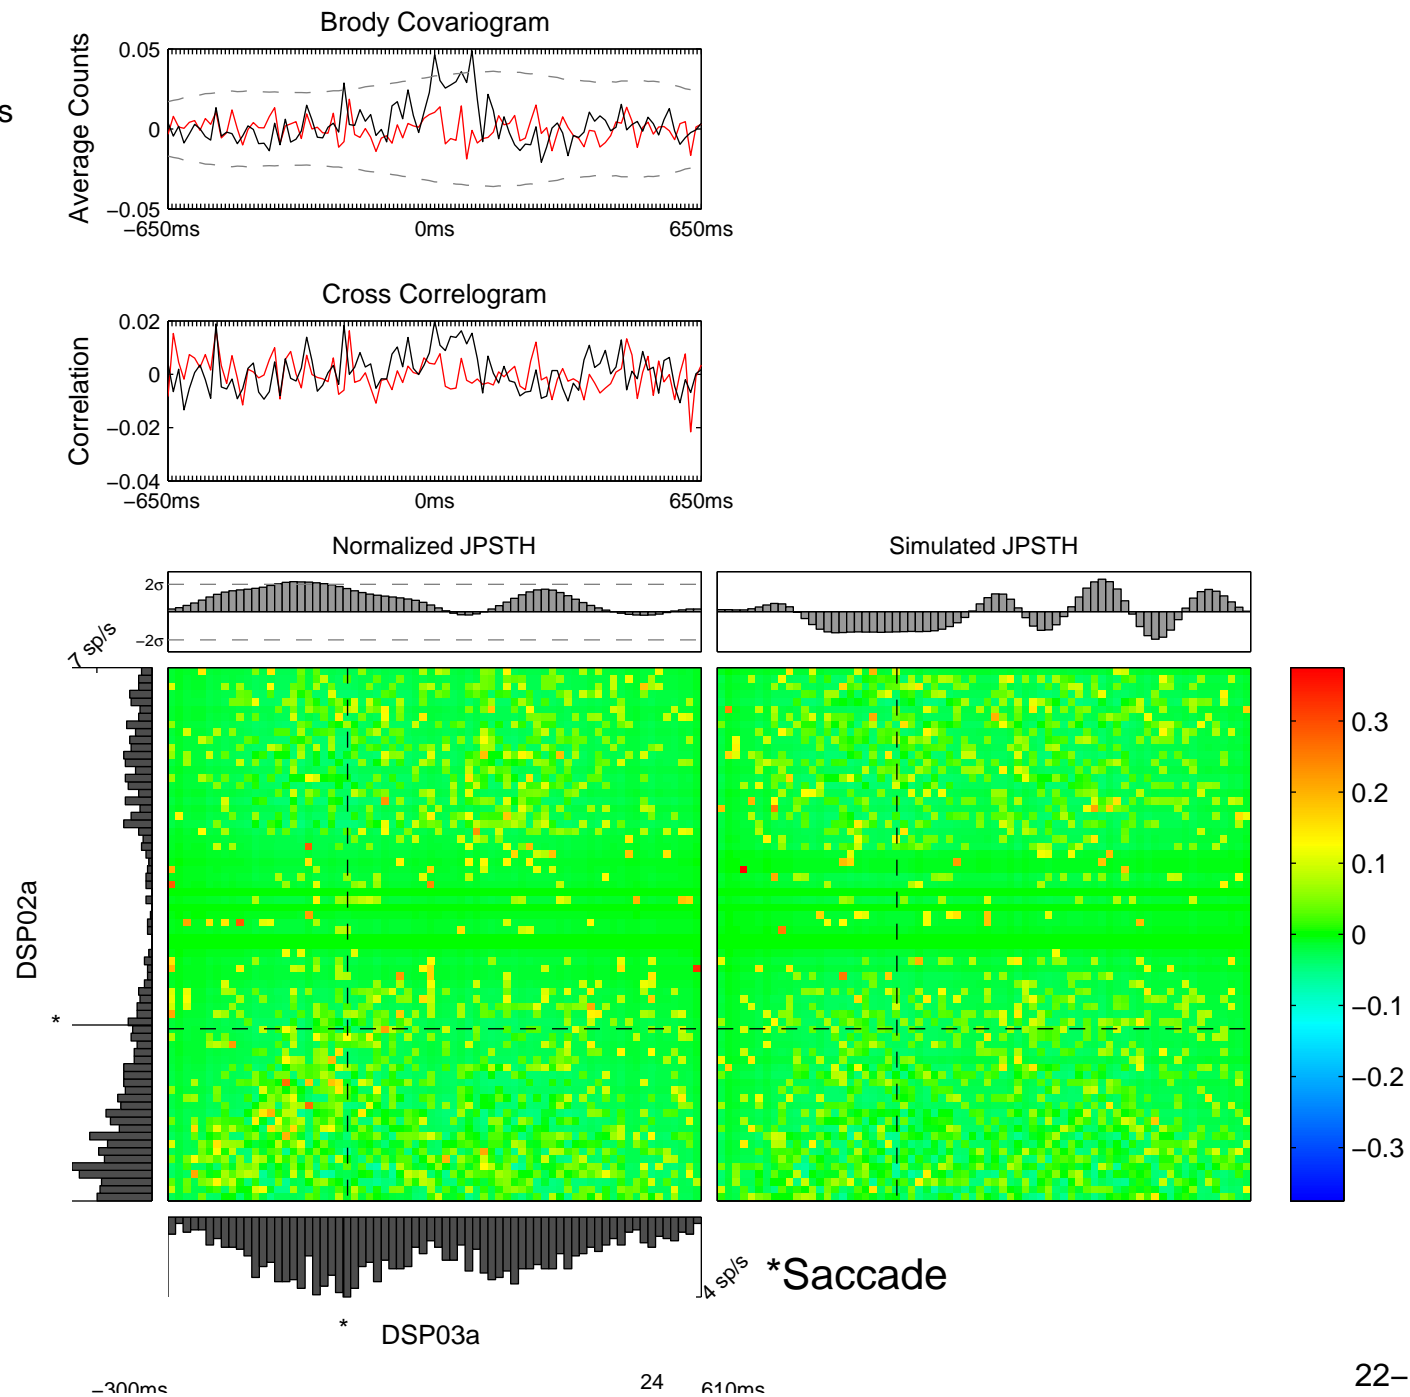 Brody Covariogram
s
Average Counts
0.05
0
−0.05
−650ms 0ms 650ms
Cross Correlogram
Correlation
0.02
0
−0.02
−0.04
−650ms 0ms 650ms
Normalized JPSTH Simulated JPSTH
2σ
−2σ
7 sp/s
DSP02a
*
0.3
0.2
0.1
0
−0.1
−0.2
−0.3
4 sp/s
*Saccade
*
DSP03a
−300ms 24 610ms
22−